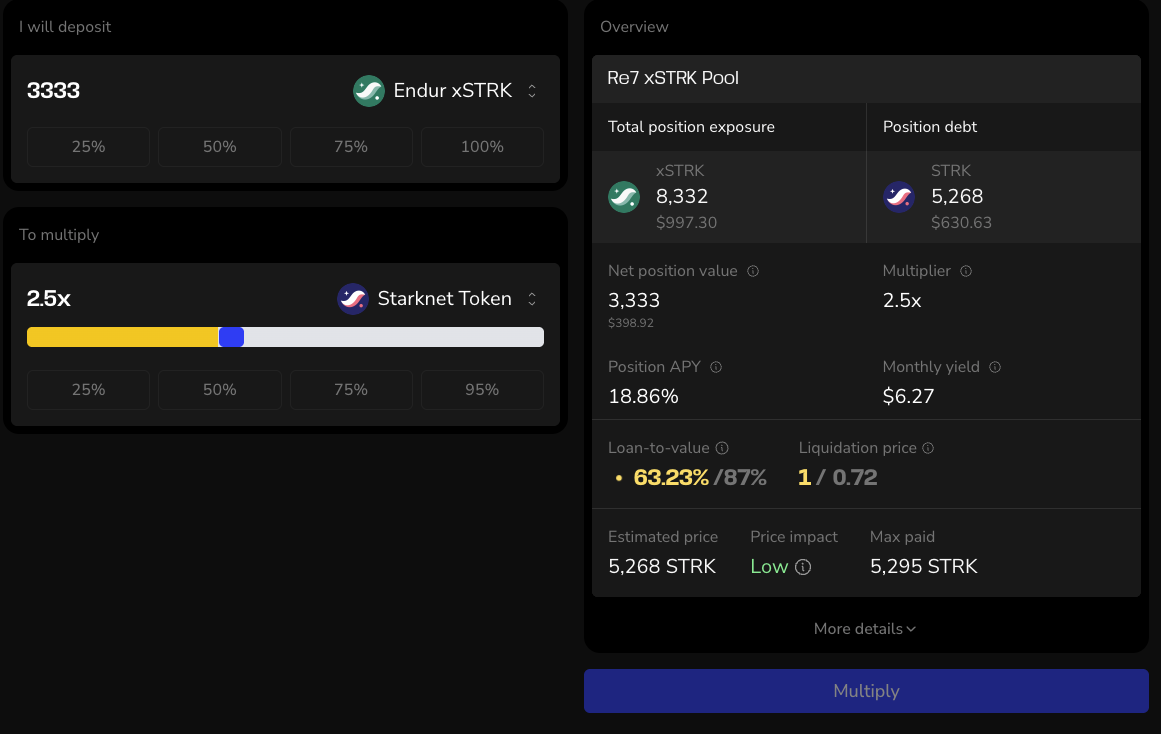 I will deposit
3333
Endur xSTRK
25%
50%
75%
100%
To multiply
2.5x
Starknet Token
25%
50%
75%
95%
Overview
Re7 xSTRK Pool
Total position exposure
Position debt
xSTRK
8,332
$997.30
STRK
5,268
$630.63
Net position value
3,333
$398.92
Multiplier
2.5x
Position APY
18.86%
Monthly yield
$6.27
Loan-to-value
63.23% /87%
Liquidation price
1 / 0.72
Estimated price
5,268 STRK
Price impact
Low
Max paid
5,295 STRK
More details
Multiply